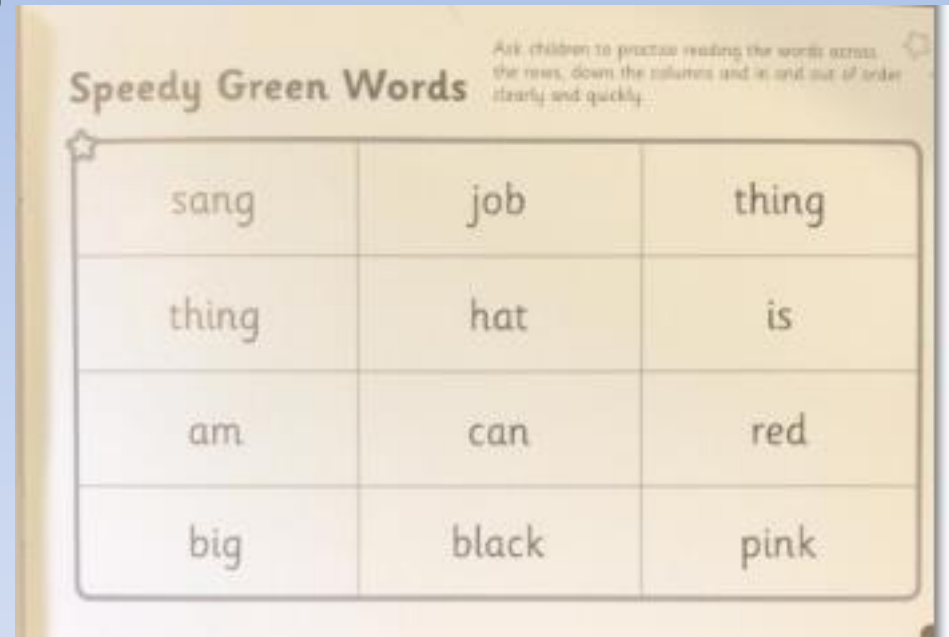 Speedy Green Words
Ask children to practise reading the words across
the rows, down the columns and in and out of order
clearly and quickly.
sang job thing
thing hat is
am can red
big black pink